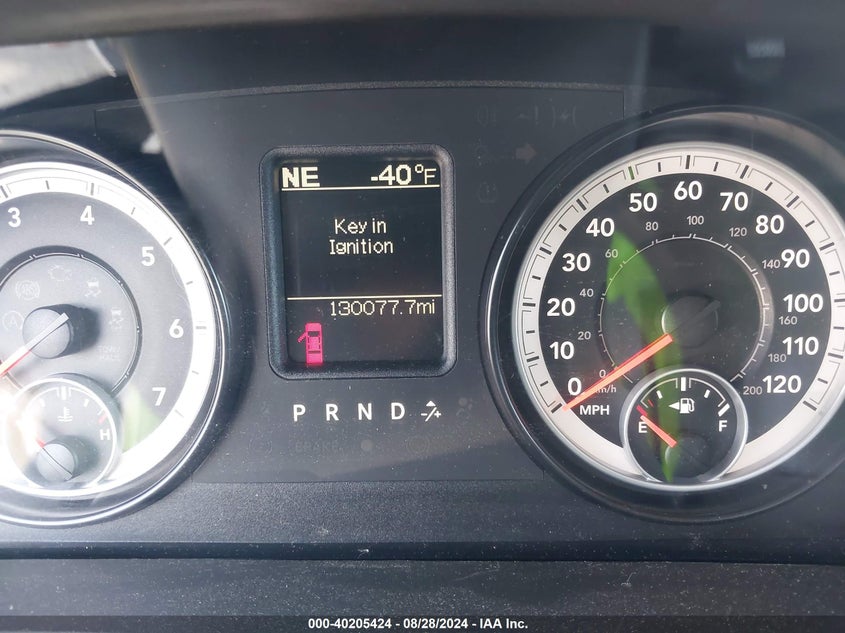 NE -40°F
Key in
Ignition
130077.7mi
P R N D
3 4 5 6 7
H
0 10 20 30 40 50 60 70 80 90 100 110 120
MPH
0 20 40 60 80 100 120 140 160 180 200
km/h
E F
000-40205424 - 08/28/2024 - IAA Inc.